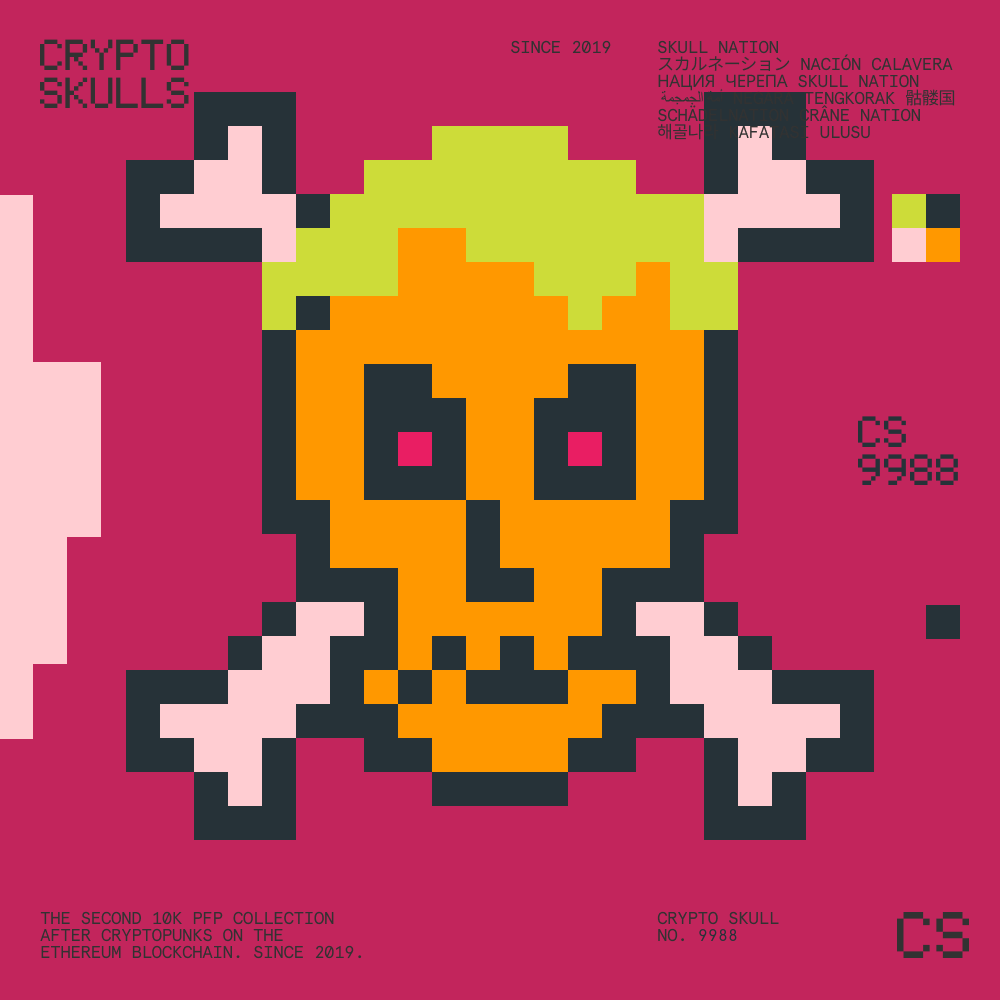 CRYPTO
SKULLS
SINCE 2019
SKULL NATION
スカルネーション NACIÓN CALAVERA
НАЦИЯ ЧЕРЕПА SKULL NATION
TENGKORAK 骷髅国
CRÂNE NATION
해골나 ULUSU
CS
9988
THE SECOND 10K PFP COLLECTION
AFTER CRYPTOPUNKS ON THE
ETHEREUM BLOCKCHAIN. SINCE 2019.
CRYPTO SKULL
NO. 9988
CS